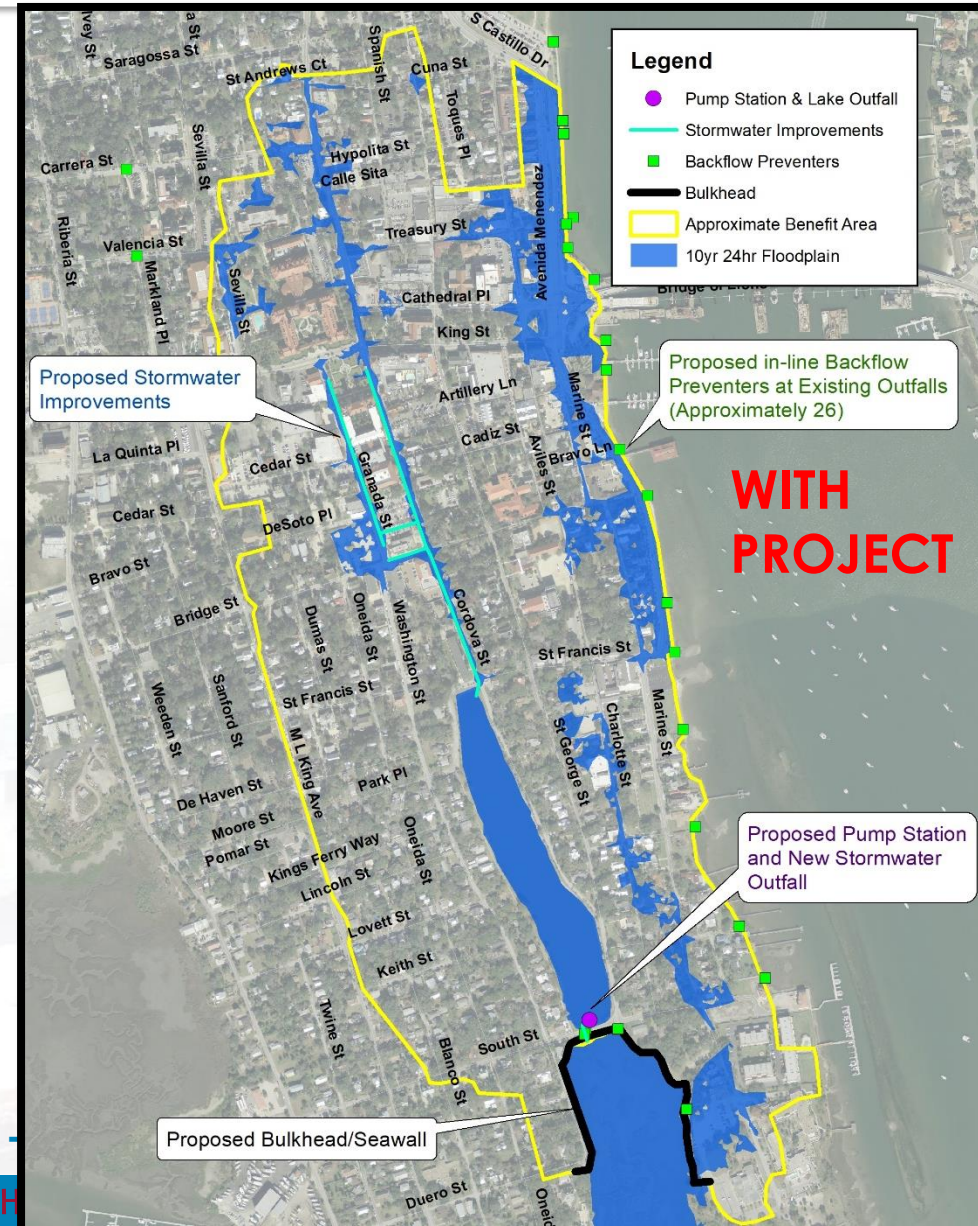 Legend
Pump Station & Lake Outfall
Stormwater Improvements
Backflow Preventers
Bulkhead
Approximate Benefit Area
10yr 24hr Floodplain
S Castillo Dr
Saragossa St
St Andrews Ct
Spanish St
Cuna St
Toques Pl
Sevilla St
Hypolita St
Carrera St
Calle Sita
Avenida Menendez
Riberia St
Treasury St
Valencia St
Markland Pl
Sevilla St
Cathedral Pl
King St
Proposed Stormwater
Improvements
Proposed in-line Backflow
Preventers at Existing Outfalls
(Approximately 26)
Artillery Ln
Marine St
La Quinta Pl
Cedar St
Granada St
Cadiz St
Aviles St
Bravo Ln
WITH
PROJECT
Cedar St
DeSoto Pl
Bravo St
Bridge St
Dumas St
Oneida St
Washington St
Cordova St
St Francis St
Weeden St
Sanford St
St Francis St
M L King Ave
St George St
Charlotte St
Marine St
De Haven St
Park Pl
Moore St
Pomar St
Kings Ferry Way
Oneida St
Lincoln St
Proposed Pump Station
and New Stormwater
Outfall
Lovett St
Keith St
Twine St
Blanco St
South St
Proposed Bulkhead/Seawall
Duero St
H